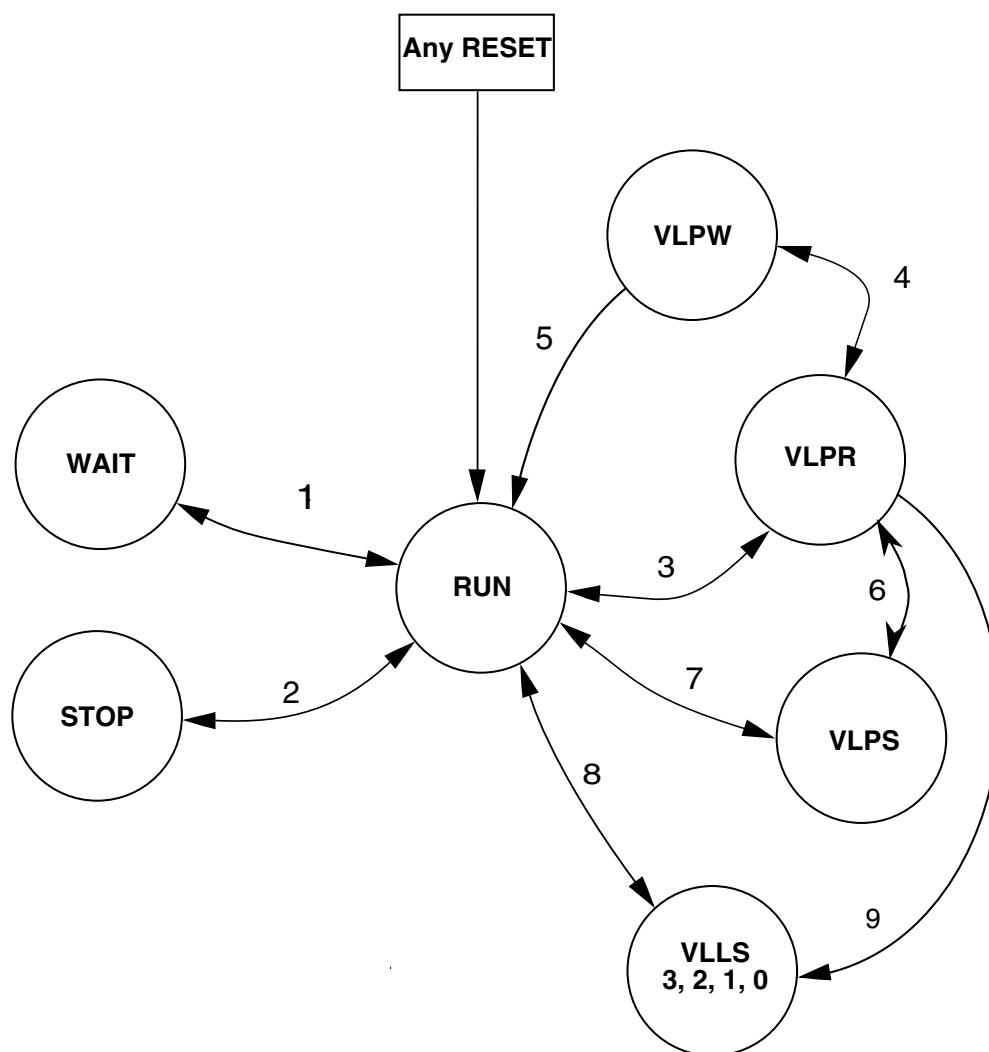 Any RESET
VLPW
4
5
WAIT
VLPR
1
3
RUN
6
2
7
STOP
VLPS
8
9
VLLS
3, 2, 1, 0